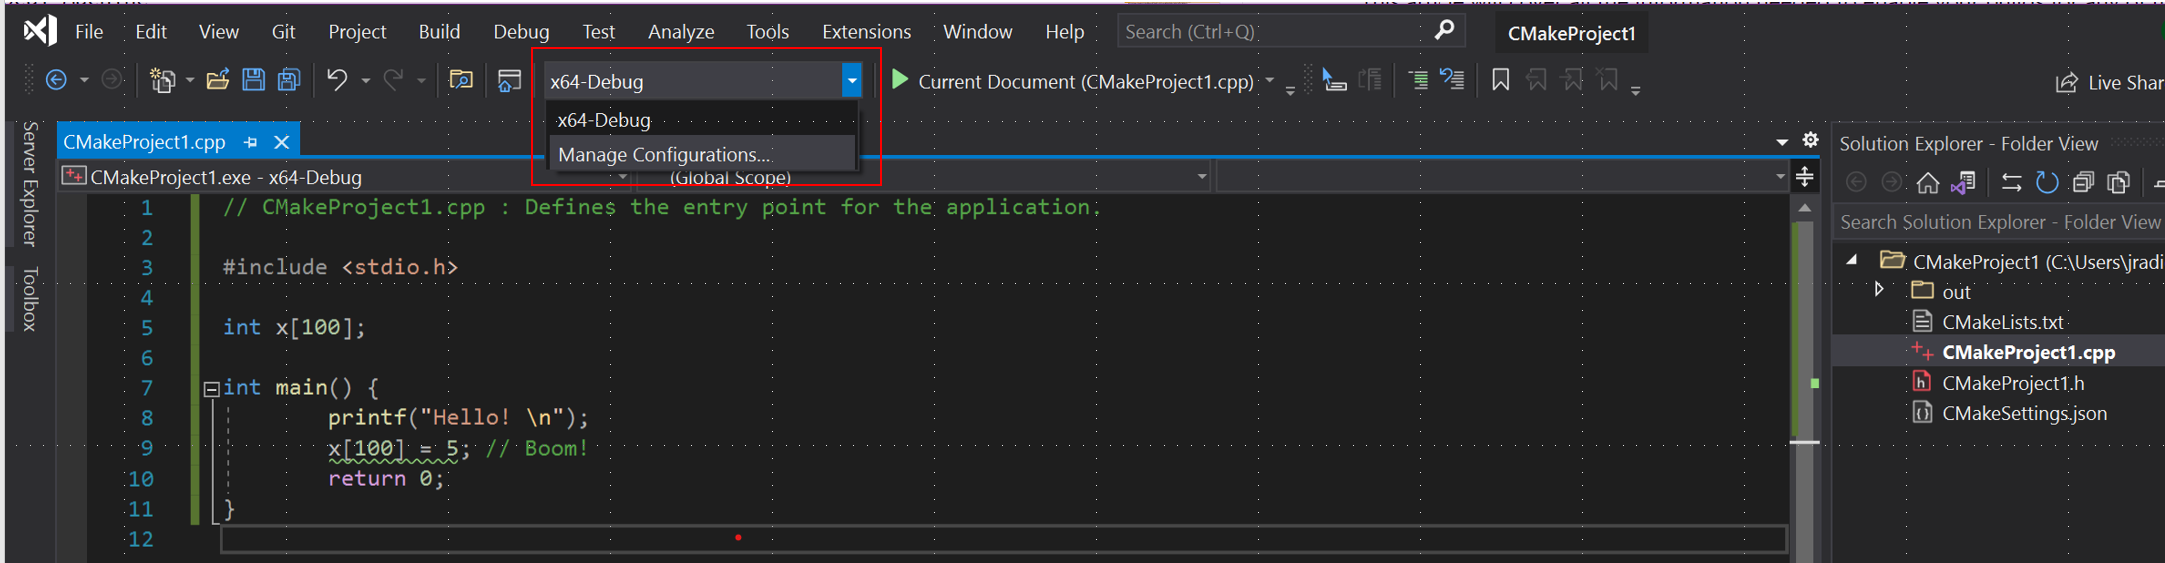 File Edit View Git Project Build Debug Test Analyze Tools Extensions Window Help Search (Ctrl+Q) CMakeProject1
x64-Debug Current Document (CMakeProject1.cpp) Live Shar
x64-Debug
Manage Configurations...
Server Explorer
Toolbox
CMakeProject1.cpp
CMakeProject1.exe - x64-Debug (Global Scope)
1 // CMakeProject1.cpp : Defines the entry point for the application.
2
3 #include <stdio.h>
4
5 int x[100];
6
7 int main() {
8 printf("Hello! \n");
9 x[100] = 5; // Boom!
10 return 0;
11 }
12
Solution Explorer - Folder View
Search Solution Explorer - Folder View
CMakeProject1 (C:\Users\jradi
out
CMakeLists.txt
CMakeProject1.cpp
CMakeProject1.h
CMakeSettings.json